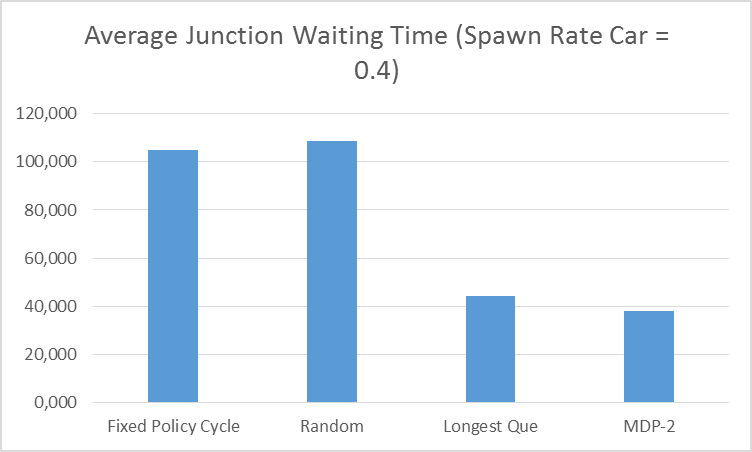 Average Junction Waiting Time (Spawn Rate Car =
0.4)
120,000
100,000
80,000
60,000
40,000
20,000
0,000
Fixed Policy Cycle
Random
Longest Que
MDP-2